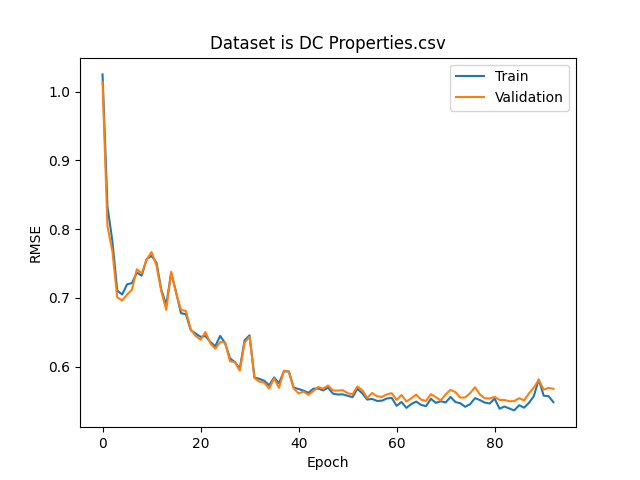 Dataset is DC Properties.csv
Train
Validation
1.0
0.9
0.8
0.7
0.6
RMSE
0
20
40
60
80
Epoch